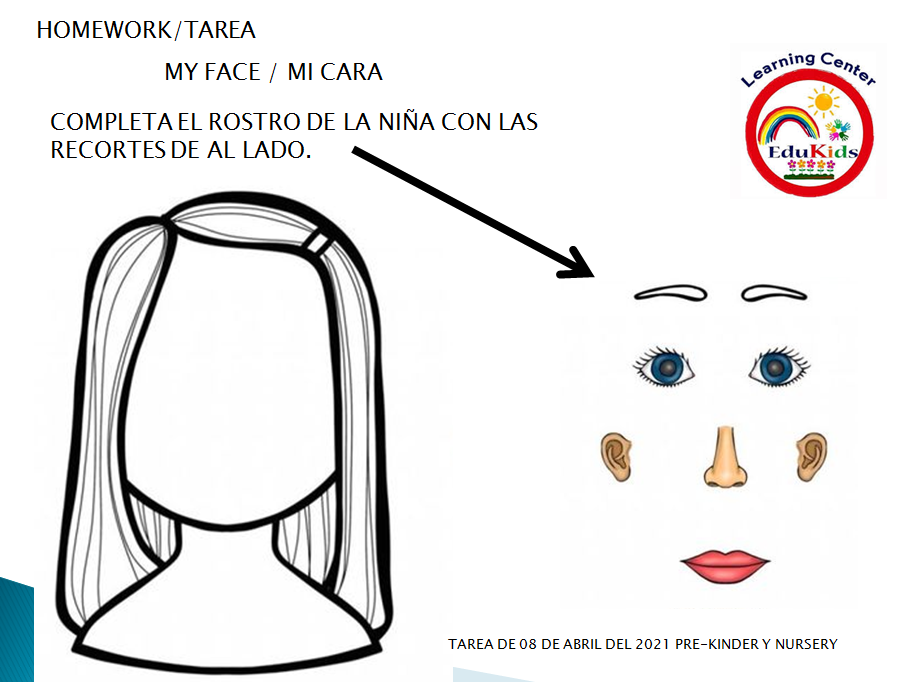 HOMEWORK/TAREA
MY FACE / MI CARA
Learning Center
EduKids
COMPLETA EL ROSTRO DE LA NIÑA CON LAS
RECORTES DE AL LADO.
TAREA DE 08 DE ABRIL DEL 2021 PRE-KINDER Y NURSERY